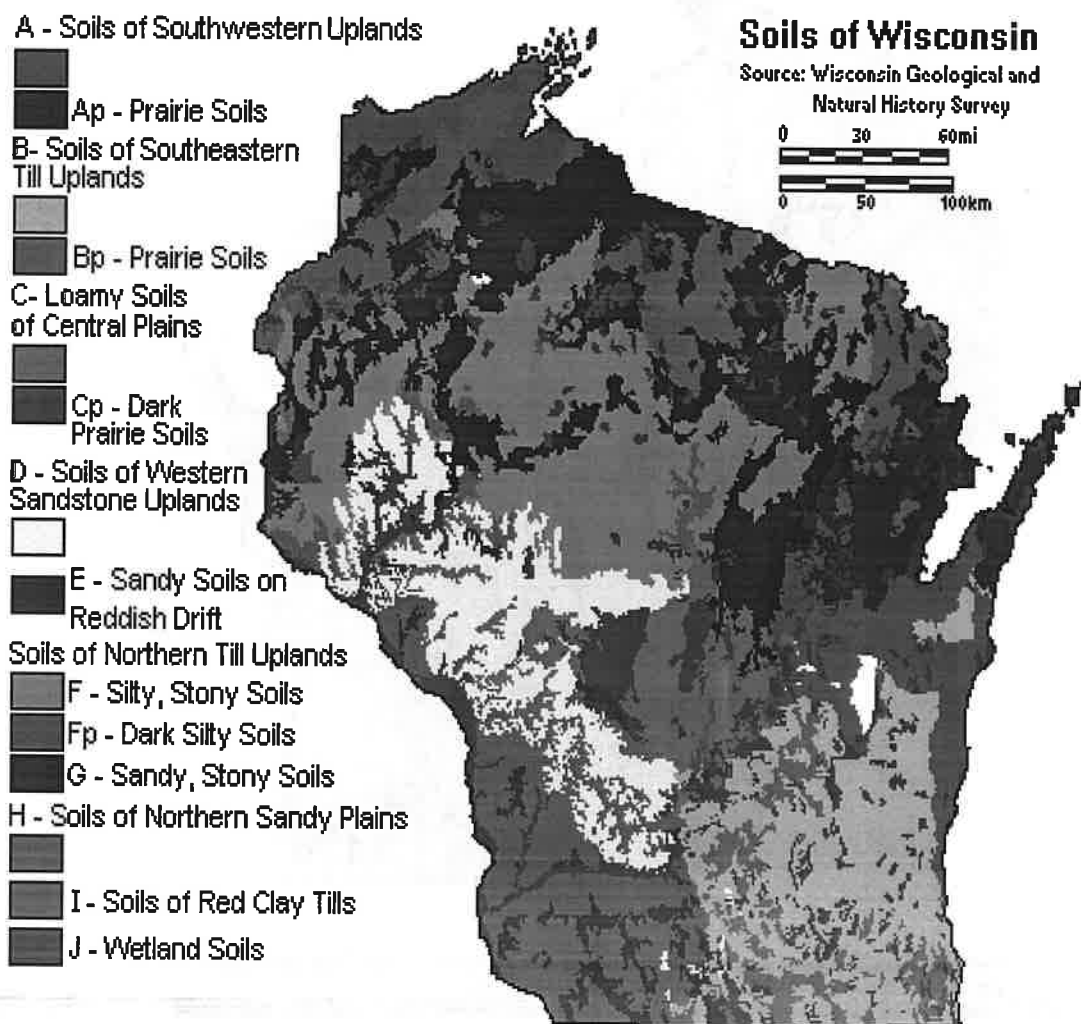 A - Soils of Southwestern Uplands
Ap - Prairie Soils
B- Soils of Southeastern
Till Uplands
Bp - Prairie Soils
C- Loamy Soils
of Central Plains
Cp - Dark
Prairie Soils
D - Soils of Western
Sandstone Uplands
E - Sandy Soils on
Reddish Drift
Soils of Northern Till Uplands
F - Silty, Stony Soils
Fp - Dark Silty Soils
G - Sandy, Stony Soils
H - Soils of Northern Sandy Plains
I - Soils of Red Clay Tills
J - Wetland Soils
Soils of Wisconsin
Source: Wisconsin Geological and
Natural History Survey
0 30 60mi
0 50 100km